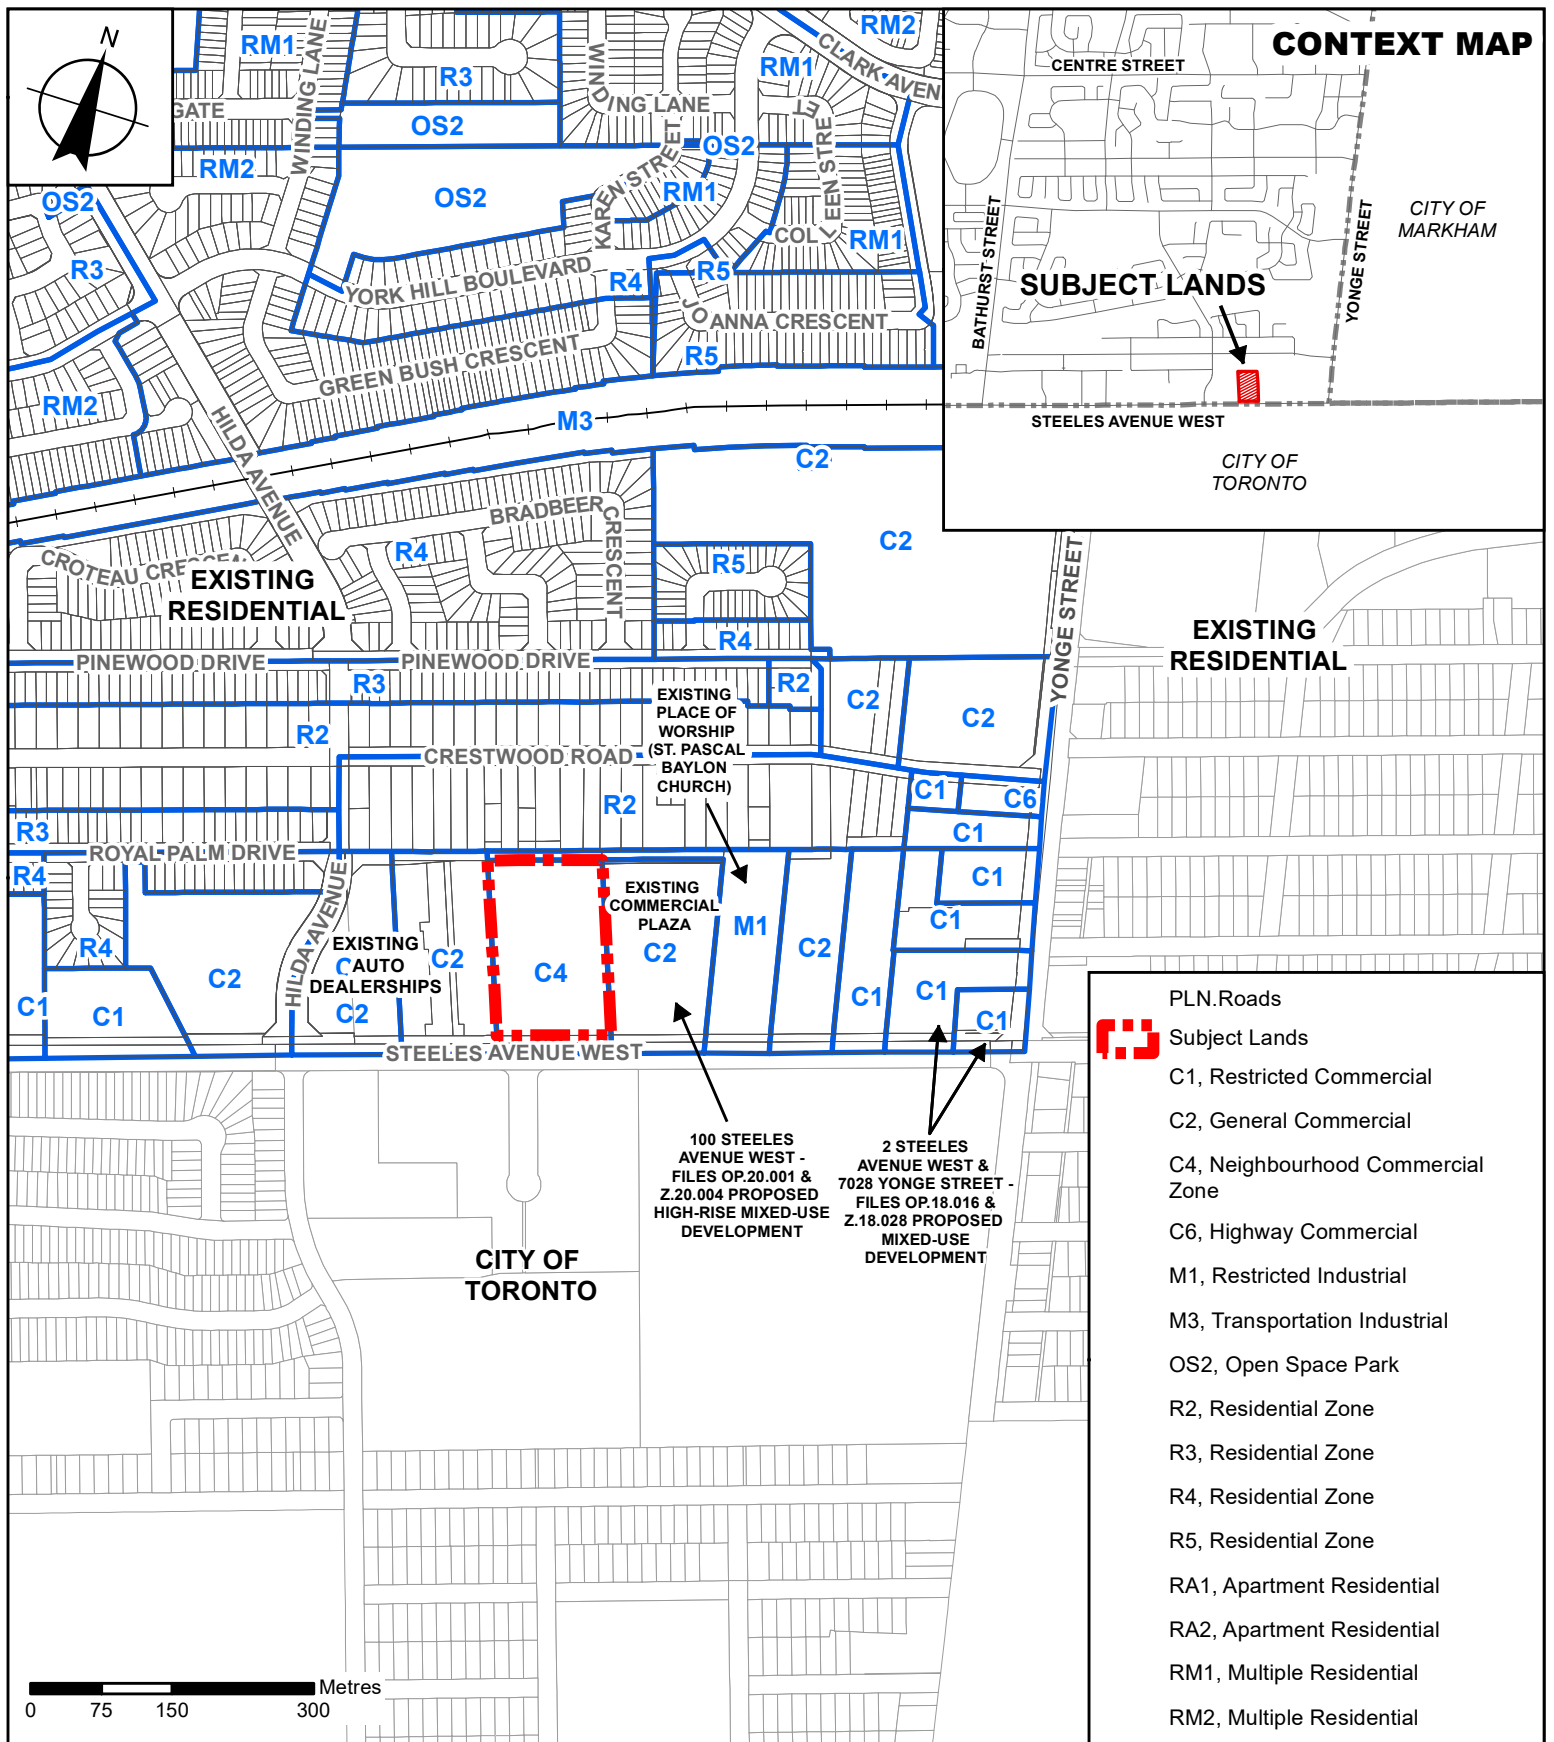 N
GATE
WINDING LANE
RM1
R3
OS2
WINDING LANE
RM1
RM2
CLARK AVEN
RM2
OS2
OS2
KAREN STREET
OS2
RM1
COLLEEN STREET
RM1
R3
YORK HILL BOULEVARD
R4
R5
JOANNA CRESCENT
R5
GREEN BUSH CRESCENT
RM2
HILDA AVENUE
M3
C2
C2
BRADBEER CRESCENT
R4
R5
R4
CROTEAU CRESCEN
EXISTING
RESIDENTIAL
PINEWOOD DRIVE
PINEWOOD DRIVE
R3
R2
C2
C2
R2
CRESTWOOD ROAD
R2
EXISTING
PLACE OF
WORSHIP
(ST. PASCAL
BAYLON
CHURCH)
YONGE STREET
EXISTING
RESIDENTIAL
C1
C6
C1
R3
ROYAL PALM DRIVE
R4
R4
C1
C1
C2
HILDA AVENUE
EXISTING
AUTO
DEALERSHIPS
C2
C2
C4
EXISTING
COMMERCIAL
PLAZA
C2
M1
C2
C1
C1
C1
C1
C1
STEELES AVENUE WEST
100 STEELES
AVENUE WEST -
FILES OP.20.001 &
Z.20.004 PROPOSED
HIGH-RISE MIXED-USE
DEVELOPMENT
2 STEELES
AVENUE WEST &
7028 YONGE STREET -
FILES OP.18.016 &
Z.18.028 PROPOSED
MIXED-USE
DEVELOPMENT
CITY OF
TORONTO
Metres
0 75 150 300
CONTEXT MAP
CENTRE STREET
BATHURST STREET
YONGE STREET
CITY OF
MARKHAM
SUBJECT LANDS
STEELES AVENUE WEST
CITY OF
TORONTO
PLN.Roads
Subject Lands
C1, Restricted Commercial
C2, General Commercial
C4, Neighbourhood Commercial
Zone
C6, Highway Commercial
M1, Restricted Industrial
M3, Transportation Industrial
OS2, Open Space Park
R2, Residential Zone
R3, Residential Zone
R4, Residential Zone
R5, Residential Zone
RA1, Apartment Residential
RA2, Apartment Residential
RM1, Multiple Residential
RM2, Multiple Residential